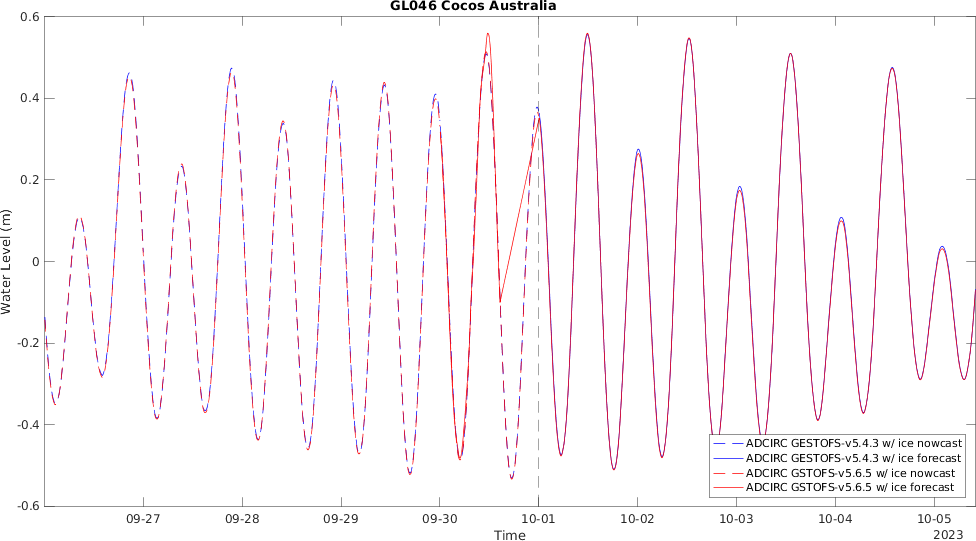 GL046 Cocos Australia
0.6
0.4
0.2
0
-0.2
-0.4
-0.6
Water Level (m)
09-27
09-28
09-29
09-30
10-01
10-02
10-03
10-04
10-05
Time
2023
ADCIRC GESTOFS-v5.4.3 w/ ice nowcast
ADCIRC GESTOFS-v5.4.3 w/ ice forecast
ADCIRC GSTOFS-v5.6.5 w/ ice nowcast
ADCIRC GSTOFS-v5.6.5 w/ ice forecast